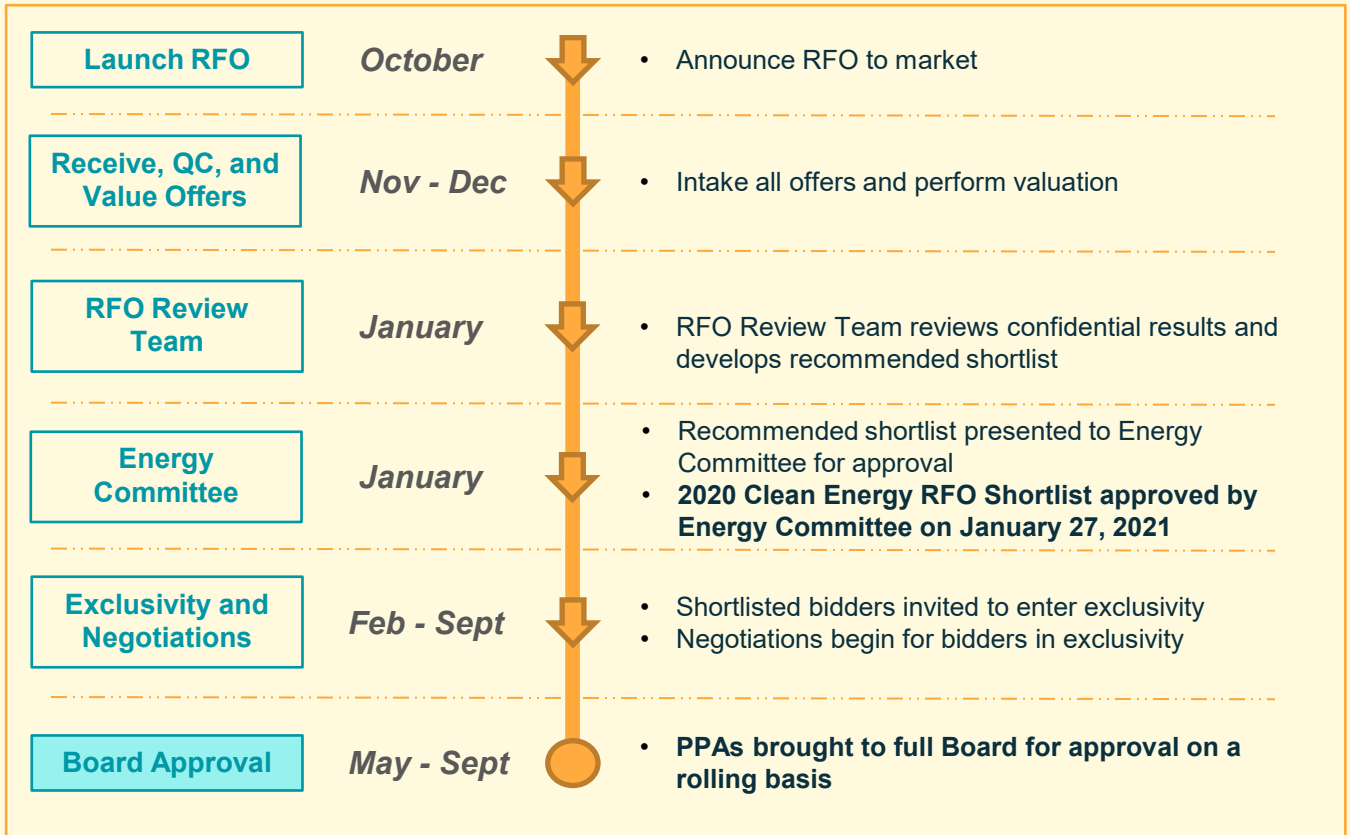 Launch RFO
October
• Announce RFO to market
Receive, QC, and
Value Offers
Nov - Dec
• Intake all offers and perform valuation
RFO Review
Team
January
• RFO Review Team reviews confidential results and
develops recommended shortlist
Energy
Committee
January
• Recommended shortlist presented to Energy
Committee for approval
• 2020 Clean Energy RFO Shortlist approved by
Energy Committee on January 27, 2021
Exclusivity and
Negotiations
Feb - Sept
• Shortlisted bidders invited to enter exclusivity
• Negotiations begin for bidders in exclusivity
Board Approval
May - Sept
• PPAs brought to full Board for approval on a
rolling basis